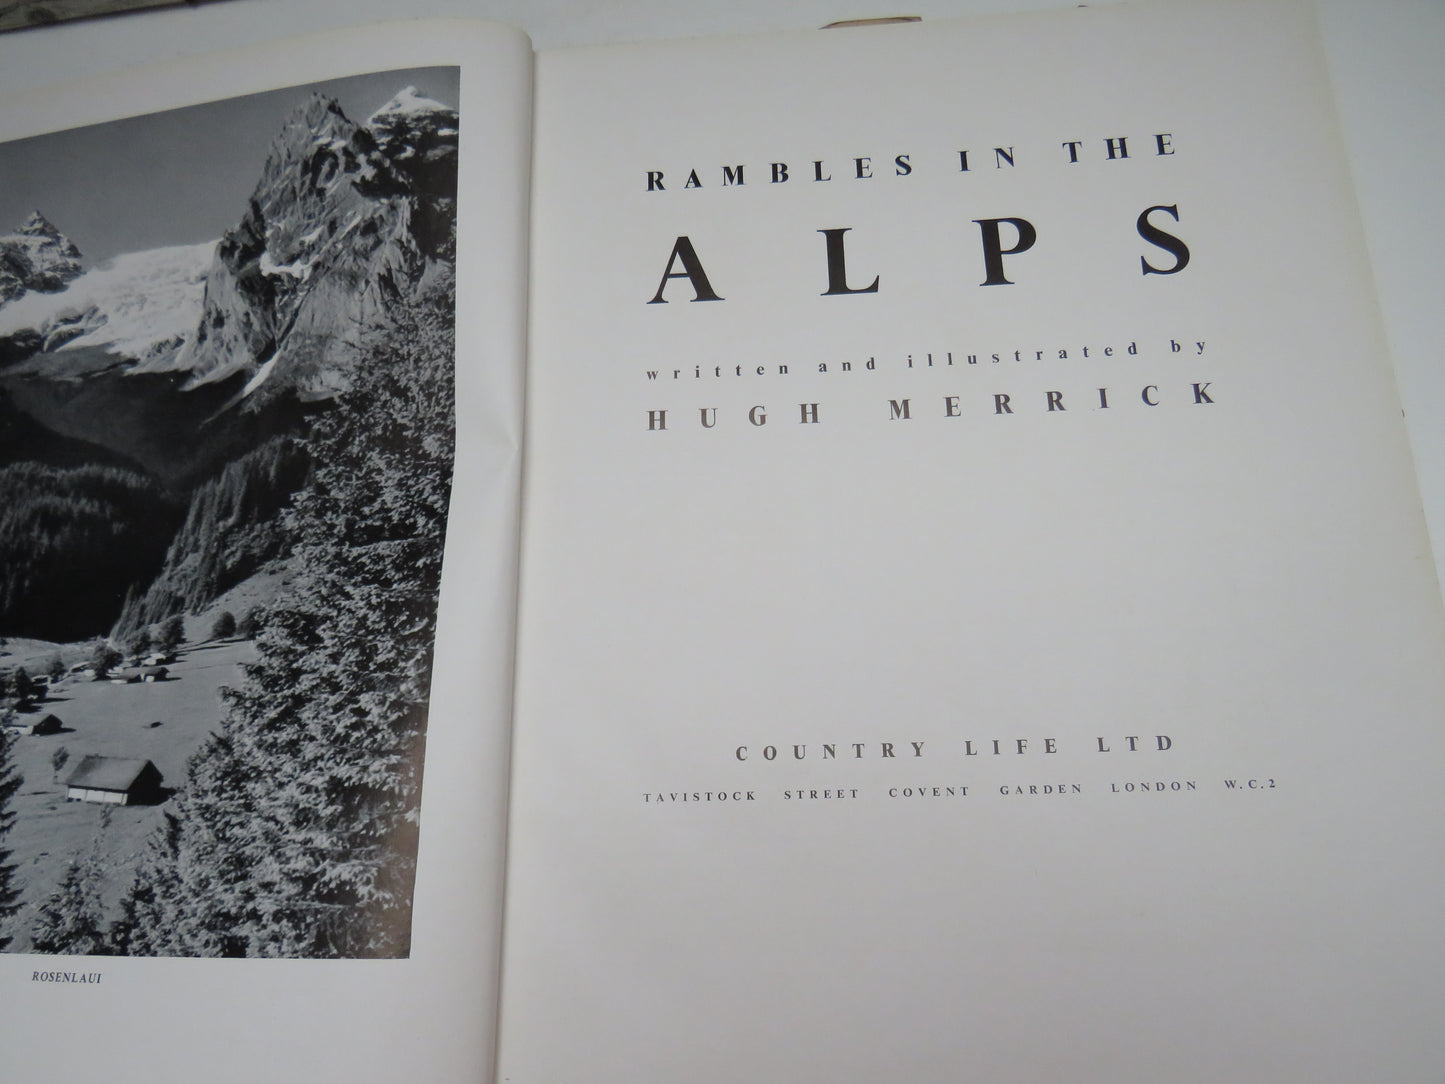 ROSENLAUI
RAMBLES IN THE
ALPS
written and illustrated by
HUGH MERRICK
COUNTRY LIFE LTD
TAVISTOCK STREET COVENT GARDEN LONDON W.C.2